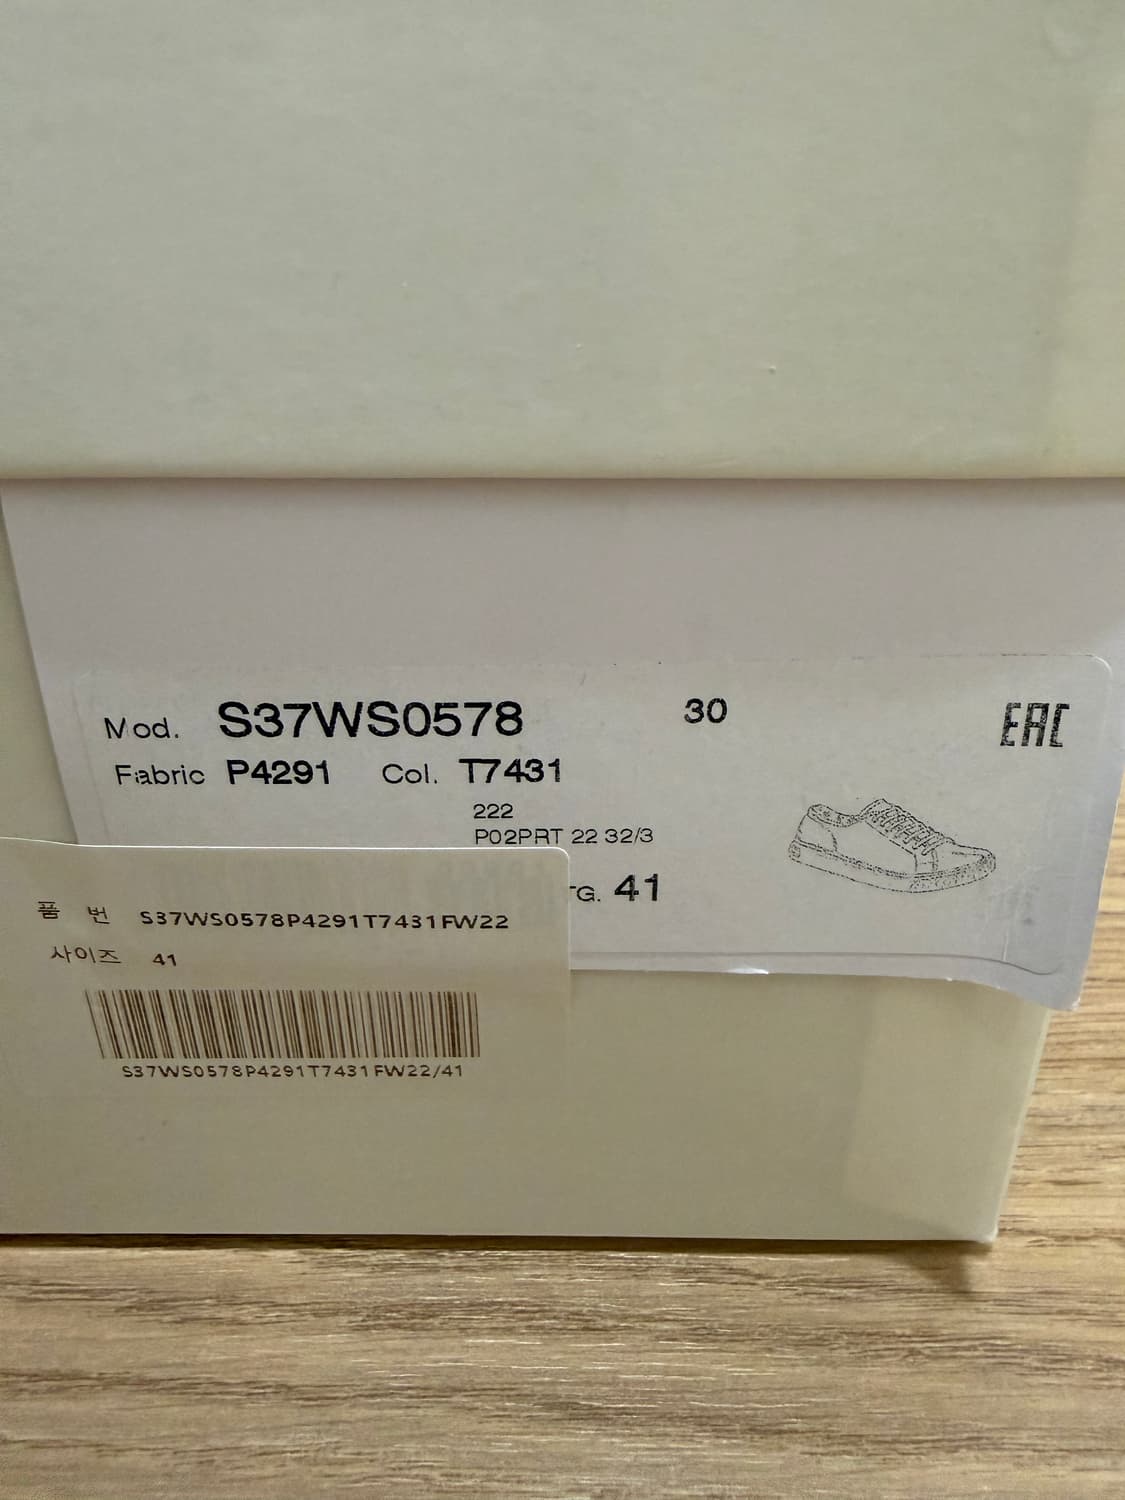 Mod. S37WS0578 30 EAC
Fabric P4291 Col. T7431
222
P02PRT 22 32/3
TG. 41
품 번 S37WS0578P4291T7431FW22
사이즈 41
S37WS0578P4291T7431FW22/41